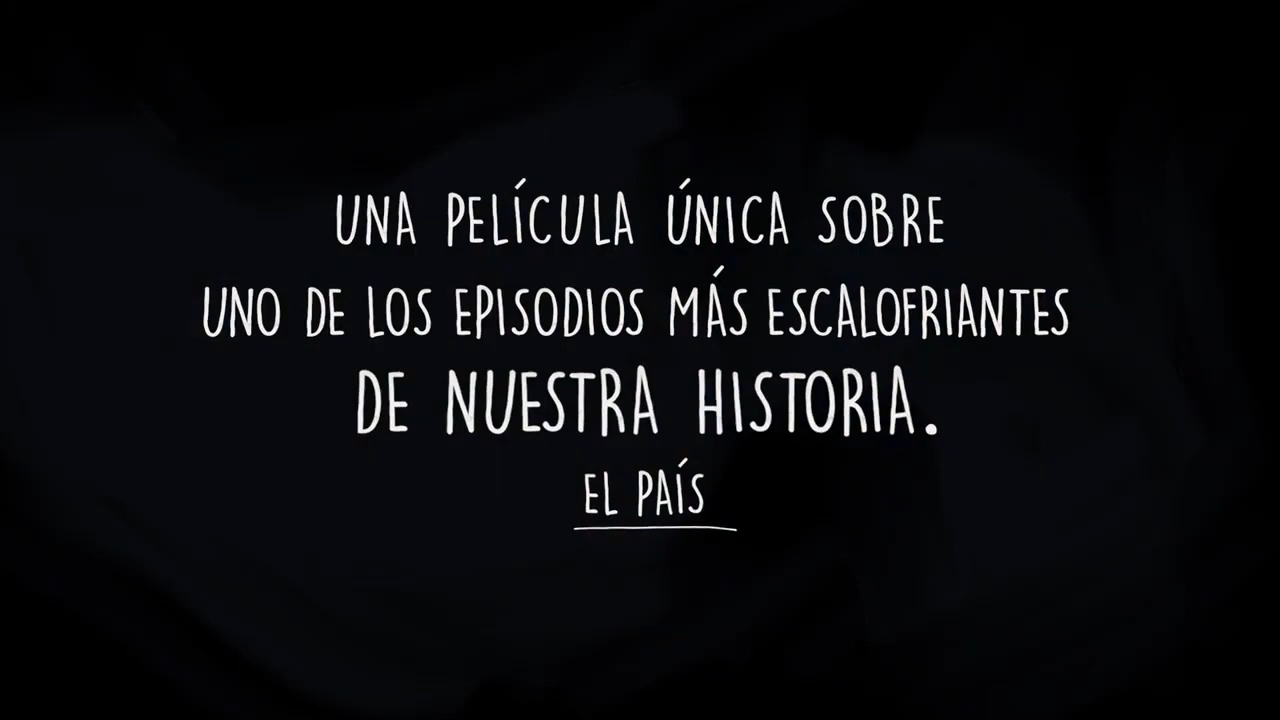 UNA PELÍCULA ÚNICA SOBRE
UNO DE LOS EPISODIOS MÁS ESCALOFRIANTES
DE NUESTRA HISTORIA.
EL PAÍS